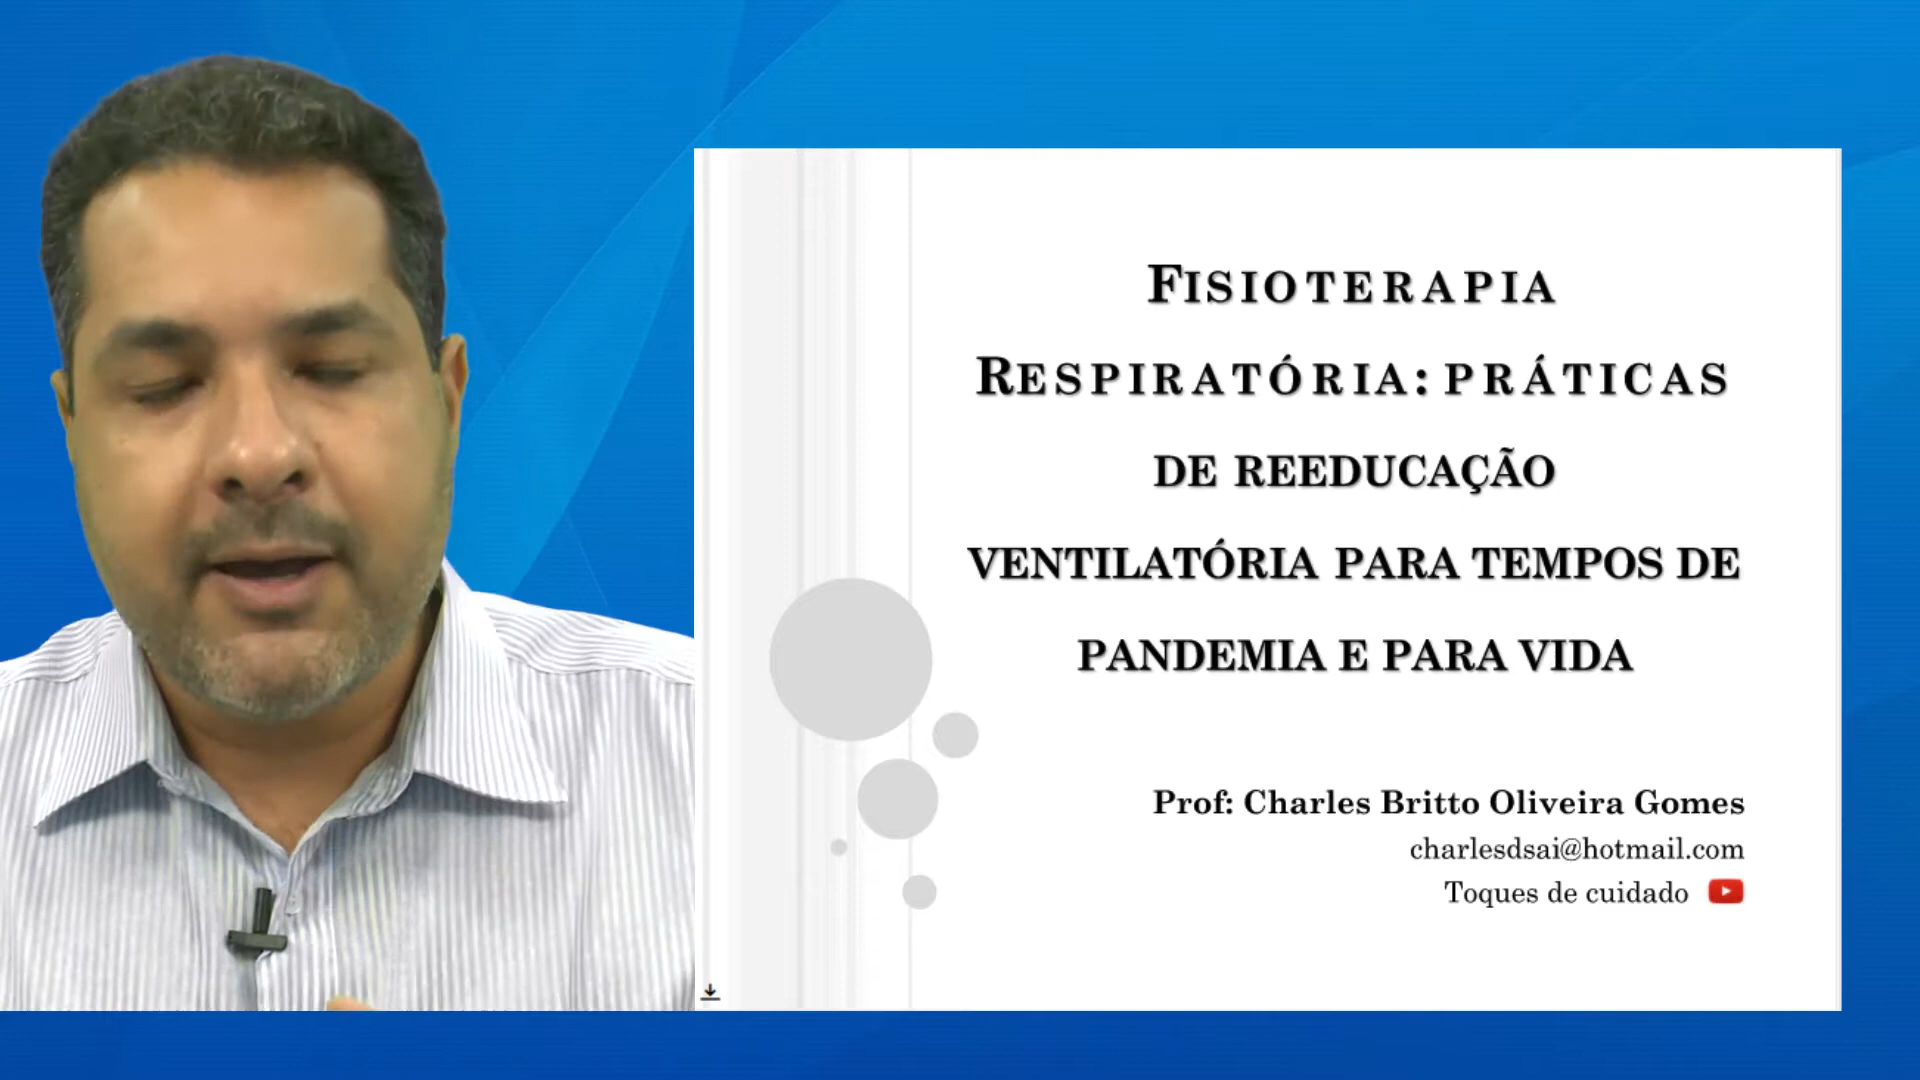 FISIOTERAPIA
RESPIRATÓRIA: PRÁTICAS
DE REEDUCAÇÃO
VENTILATÓRIA PARA TEMPOS DE
PANDEMIA E PARA VIDA
Prof: Charles Britto Oliveira Gomes
charlesdsai@hotmail.com
Toques de cuidado